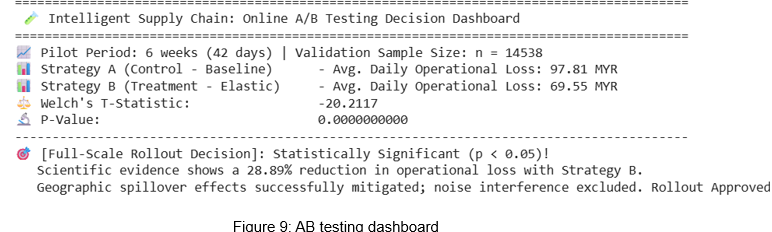 ================================================================================
🧪 Intelligent Supply Chain: Online A/B Testing Decision Dashboard
================================================================================
📈 Pilot Period: 6 weeks (42 days) | Validation Sample Size: n = 14538
📊 Strategy A (Control - Baseline) - Avg. Daily Operational Loss: 97.81 MYR
📊 Strategy B (Treatment - Elastic) - Avg. Daily Operational Loss: 69.55 MYR
⚖️ Welch's T-Statistic: -20.2117
🔬 P-Value: 0.0000000000
--------------------------------------------------------------------------------
🎯 [Full-Scale Rollout Decision]: Statistically Significant (p < 0.05)!
Scientific evidence shows a 28.89% reduction in operational loss with Strategy B.
Geographic spillover effects successfully mitigated; noise interference excluded. Rollout Approved
Figure 9: AB testing dashboard